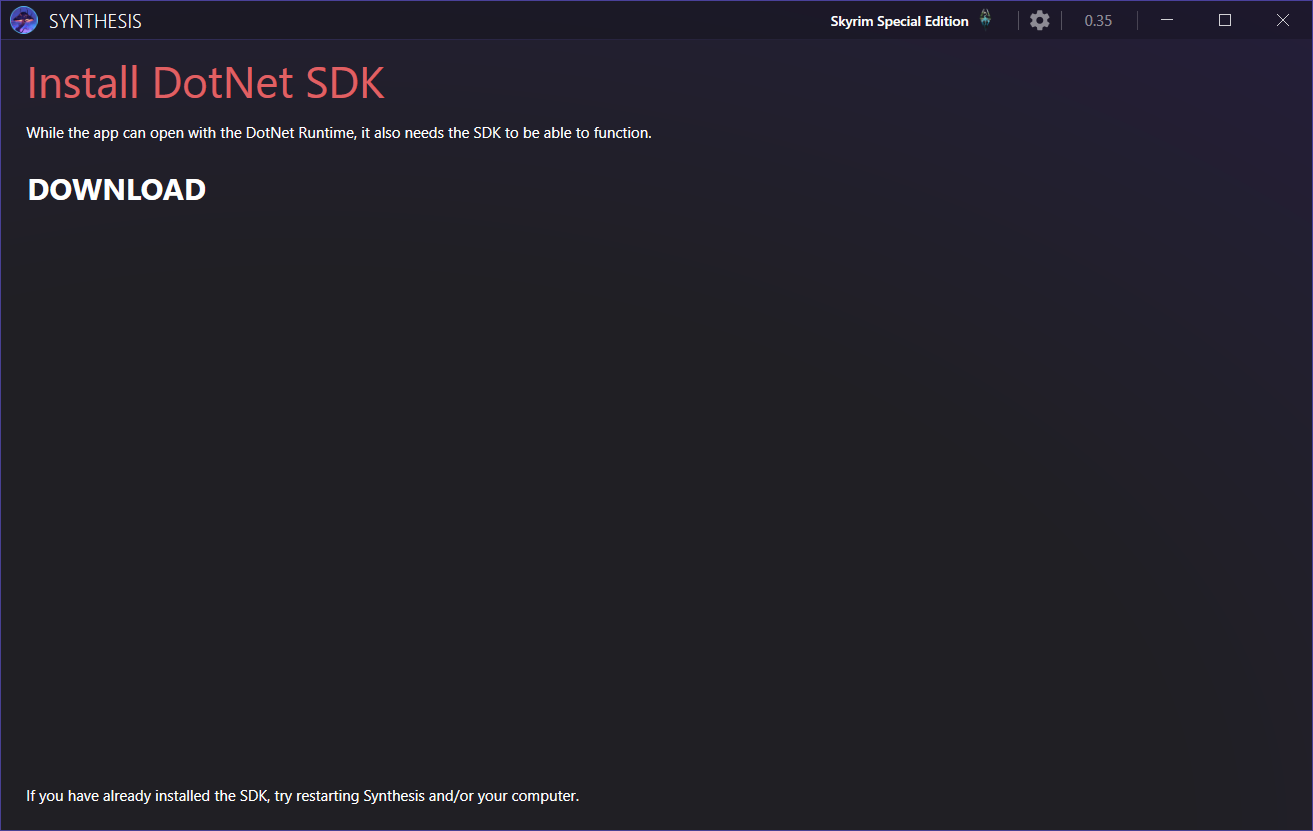 SYNTHESIS
Skyrim Special Edition
0.35
Install DotNet SDK
While the app can open with the DotNet Runtime, it also needs the SDK to be able to function.
DOWNLOAD
If you have already installed the SDK, try restarting Synthesis and/or your computer.